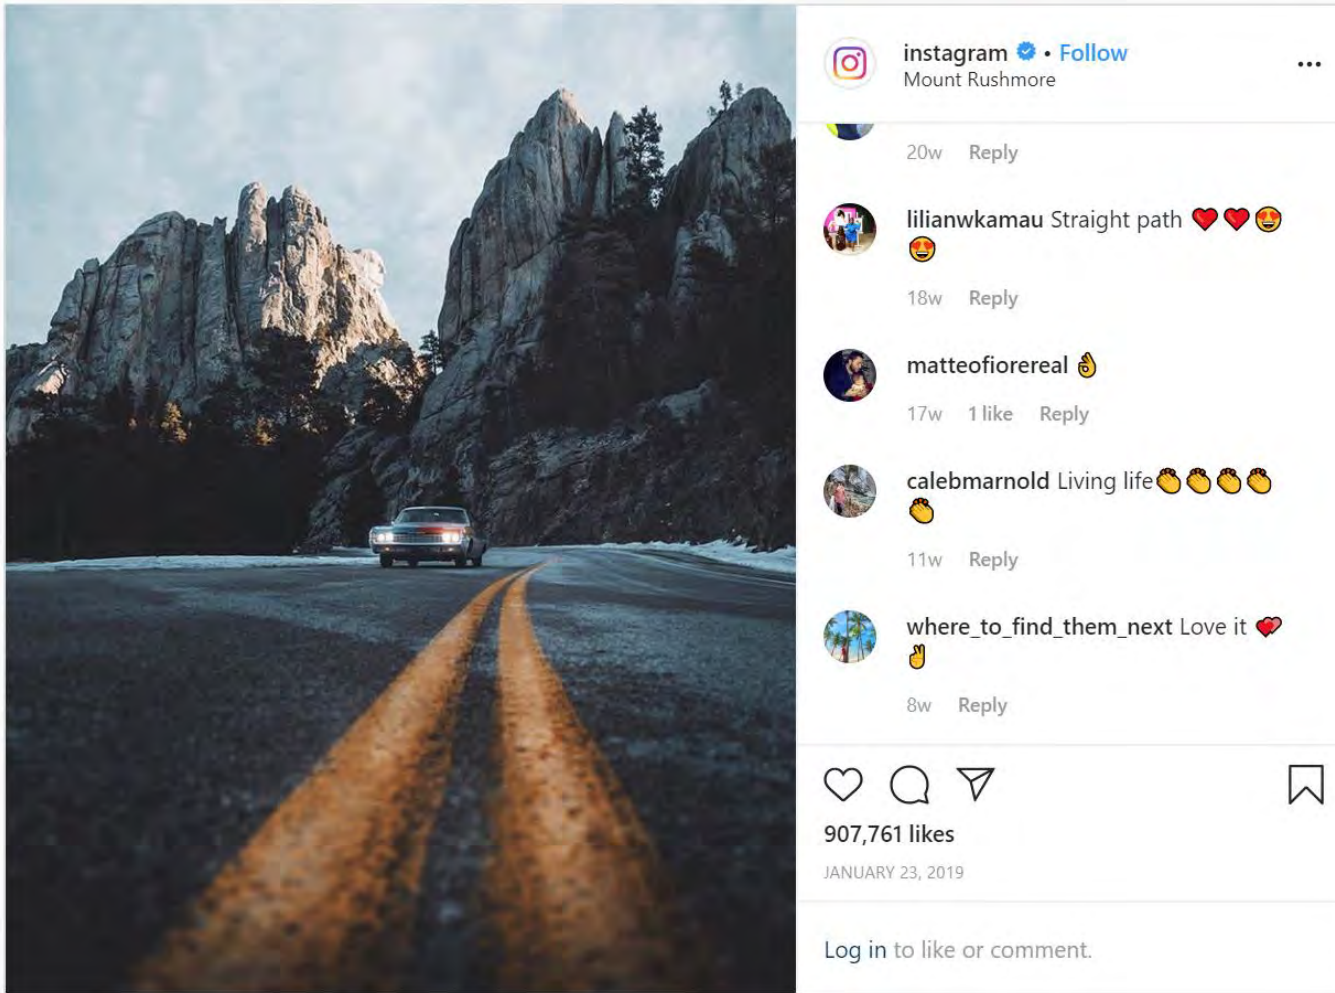 instagram • Follow
Mount Rushmore
20w Reply
lilianwkamau Straight path ❤️❤️😍
😍
18w Reply
matteofiorereal 👌
17w 1 like Reply
calebmarnold Living life👏👏👏👏
👏
11w Reply
where_to_find_them_next Love it 💕
✌️
8w Reply
907,761 likes
JANUARY 23, 2019
Log in to like or comment.